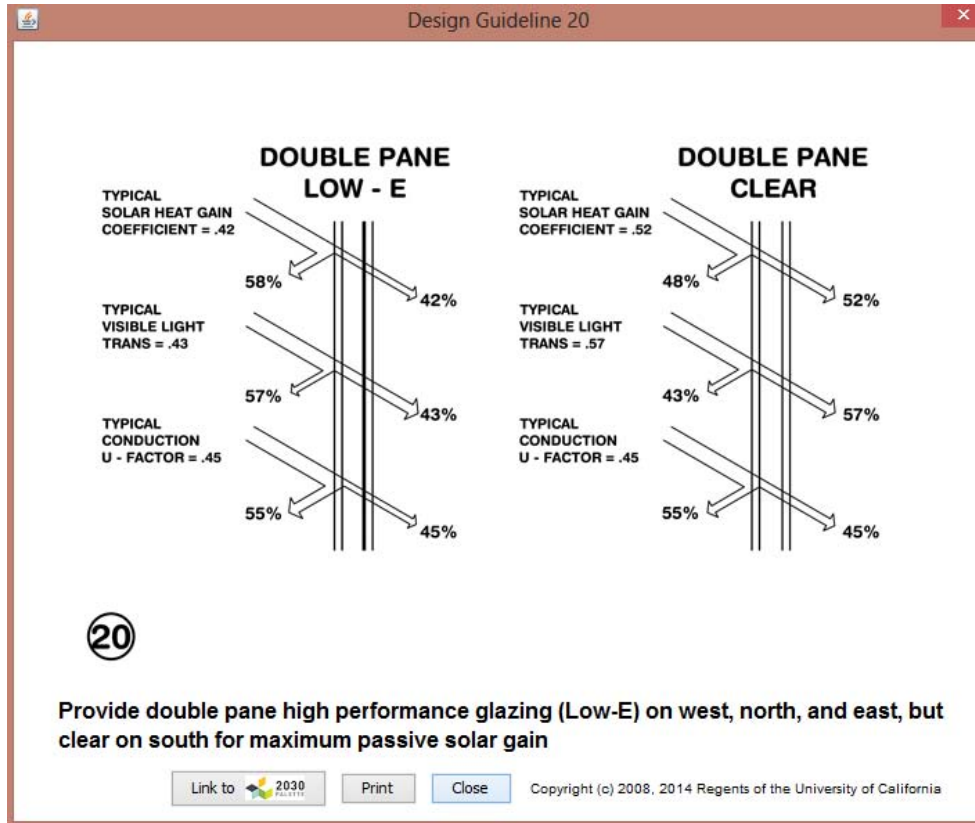 Design Guideline 20
DOUBLE PANE
LOW - E
TYPICAL
SOLAR HEAT GAIN
COEFFICIENT = .42
58%
42%
TYPICAL
VISIBLE LIGHT
TRANS = .43
57%
43%
TYPICAL
CONDUCTION
U - FACTOR = .45
55%
45%
DOUBLE PANE
CLEAR
TYPICAL
SOLAR HEAT GAIN
COEFFICIENT = .52
48%
52%
TYPICAL
VISIBLE LIGHT
TRANS = .57
43%
57%
TYPICAL
CONDUCTION
U - FACTOR = .45
55%
45%
20
Provide double pane high performance glazing (Low-E) on west, north, and east, but
clear on south for maximum passive solar gain
Link to 2030
PALETTE
Print
Close
Copyright (c) 2008, 2014 Regents of the University of California